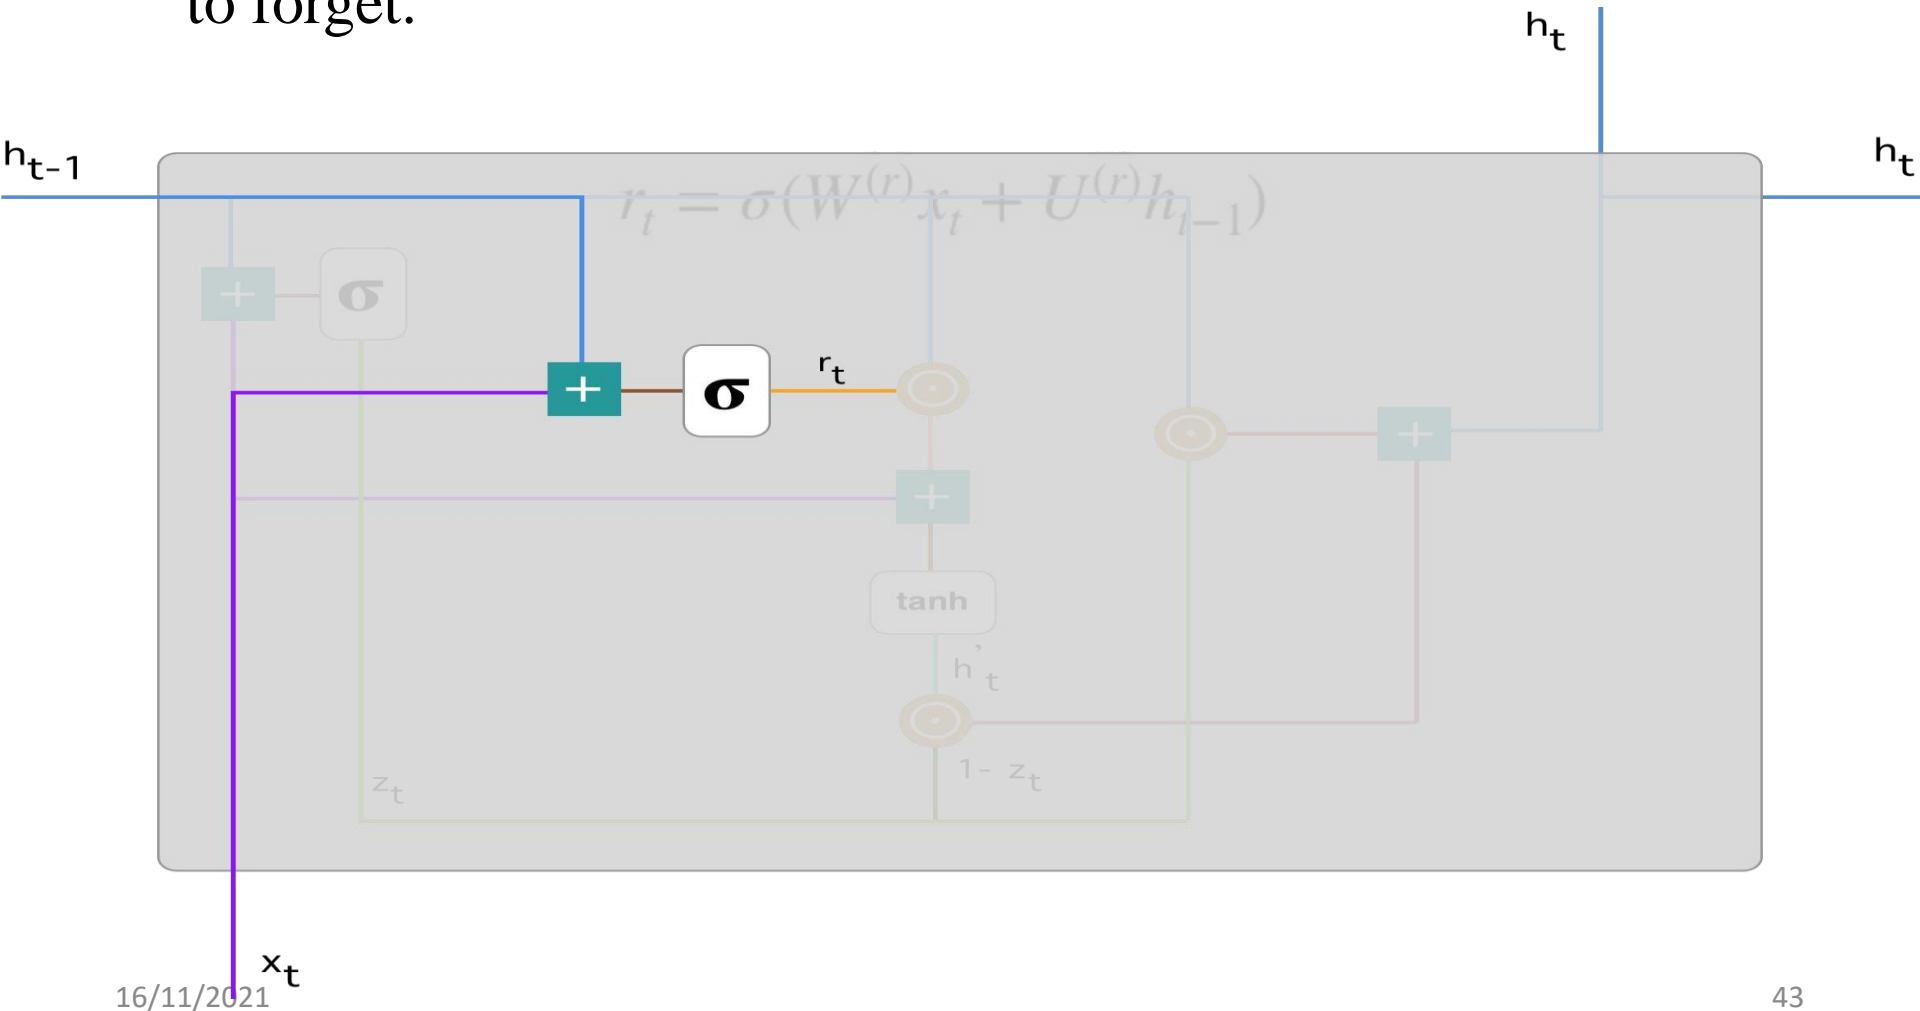 to forget.
h_t
h_{t-1}
h_t
r_t = σ(W^{(r)}x_t + U^{(r)}h_{t-1})
+
σ
+
σ
r_t
+
+
tanh
h'_t
1- z_t
z_t
x_t
16/11/2021
43